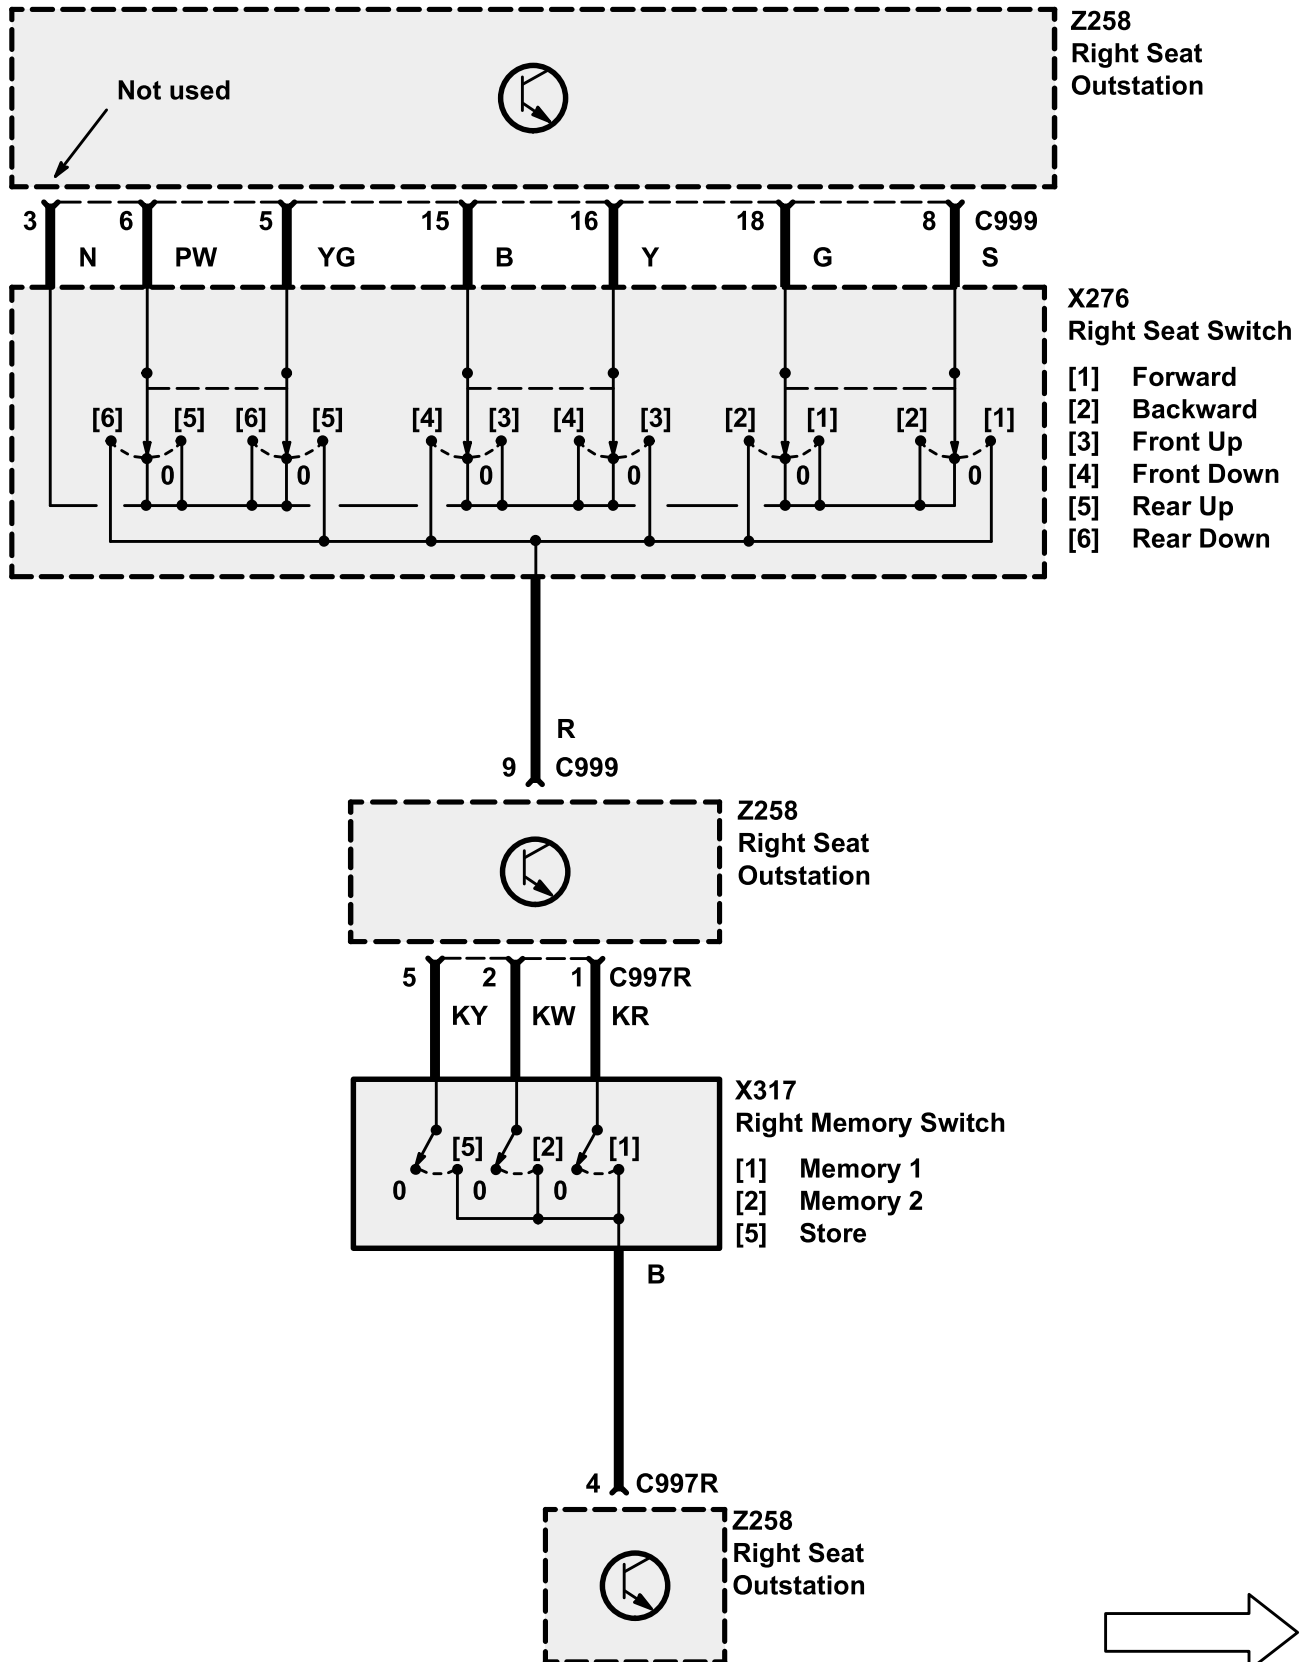 Z258
Right Seat
Outstation
Not used
3 6 5 15 16 18 8 C999
N PW YG B Y G S
X276
Right Seat Switch
[1] Forward
[2] Backward
[3] Front Up
[4] Front Down
[5] Rear Up
[6] Rear Down
[6] [5] [6] [5] [4] [3] [4] [3] [2] [1] [2] [1]
0 0 0 0 0 0
R
9 C999
Z258
Right Seat
Outstation
5 2 1 C997R
KY KW KR
X317
Right Memory Switch
[1] Memory 1
[2] Memory 2
[5] Store
[5] [2] [1]
0 0 0
B
4 C997R
Z258
Right Seat
Outstation